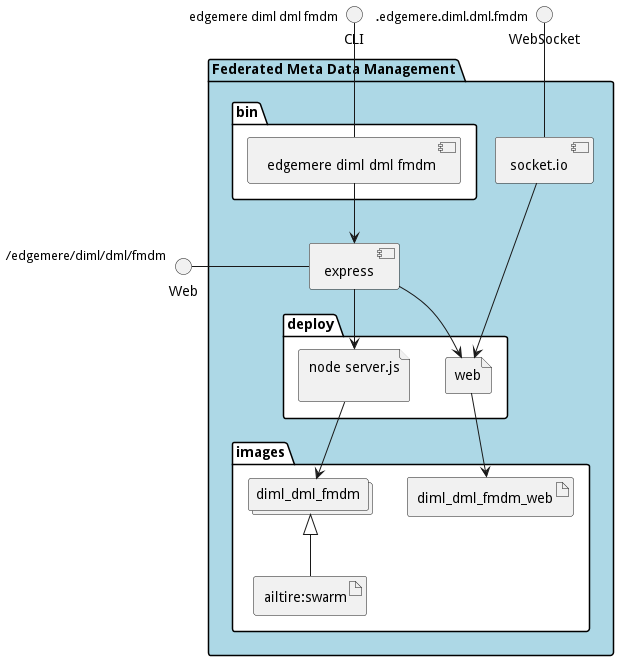 edgemere diml dml fmdm
.edgemere.diml.dml.fmdm
CLI
WebSocket
Federated Meta Data Management
bin
edgemere diml dml fmdm
socket.io
/edgemere/diml/dml/fmdm
express
Web
deploy
node server.js
web
images
diml_dml_fmdm
diml_dml_fmdm_web
ailtire:swarm